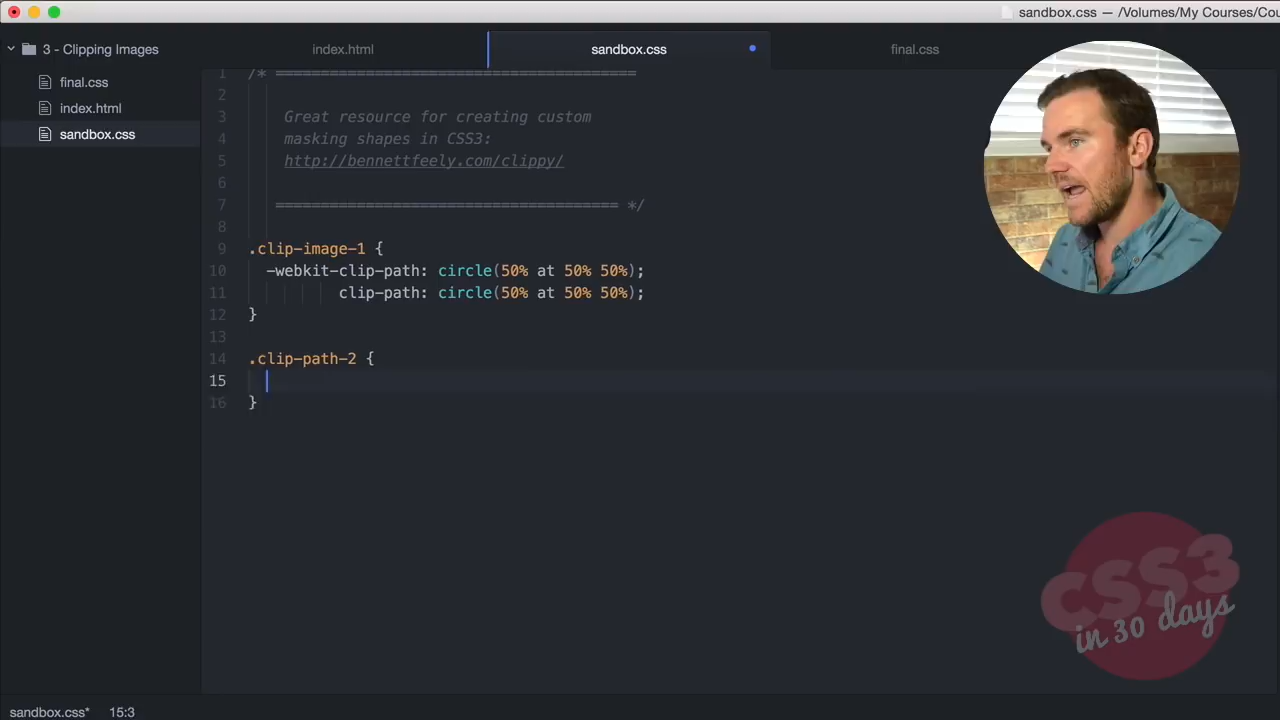 sandbox.css — /Volumes/My Courses/Cou
3 - Clipping Images
index.html
sandbox.css
final.css
final.css
index.html
sandbox.css
1 /* ======================================
2
3 Great resource for creating custom
4 masking shapes in CSS3:
5 http://bennettfeely.com/clippy/
6
7 ====================================== */
8
9 .clip-image-1 {
10 -webkit-clip-path: circle(50% at 50% 50%);
11 clip-path: circle(50% at 50% 50%);
12 }
13
14 .clip-path-2 {
15
16 }
CSS3
in 30 days
sandbox.css* 15:3